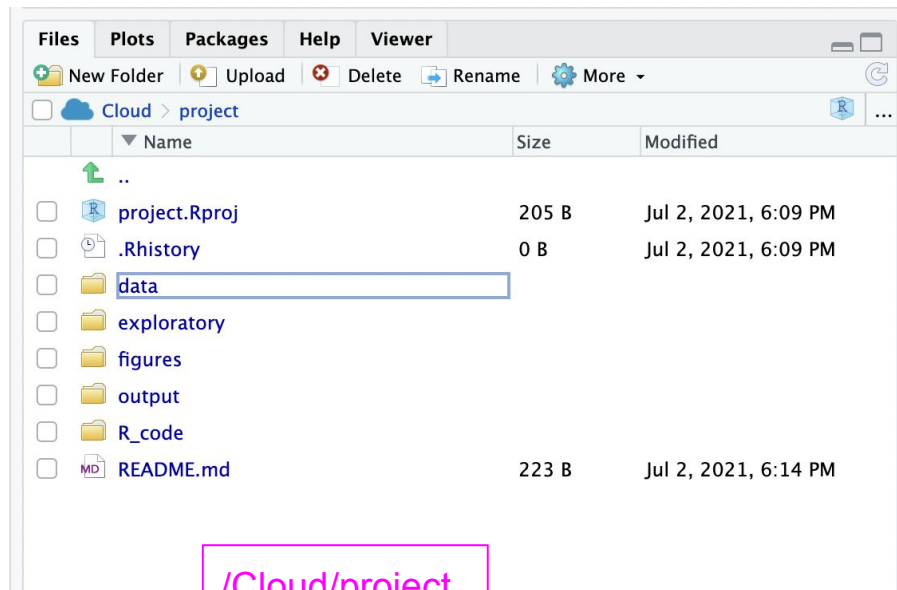 Files Plots Packages Help Viewer
New Folder Upload Delete Rename More
Cloud > project R ...
Name Size Modified
..
R project.Rproj 205 B Jul 2, 2021, 6:09 PM
.Rhistory 0 B Jul 2, 2021, 6:09 PM
data
exploratory
figures
output
R_code
MD README.md 223 B Jul 2, 2021, 6:14 PM
/Cloud/project